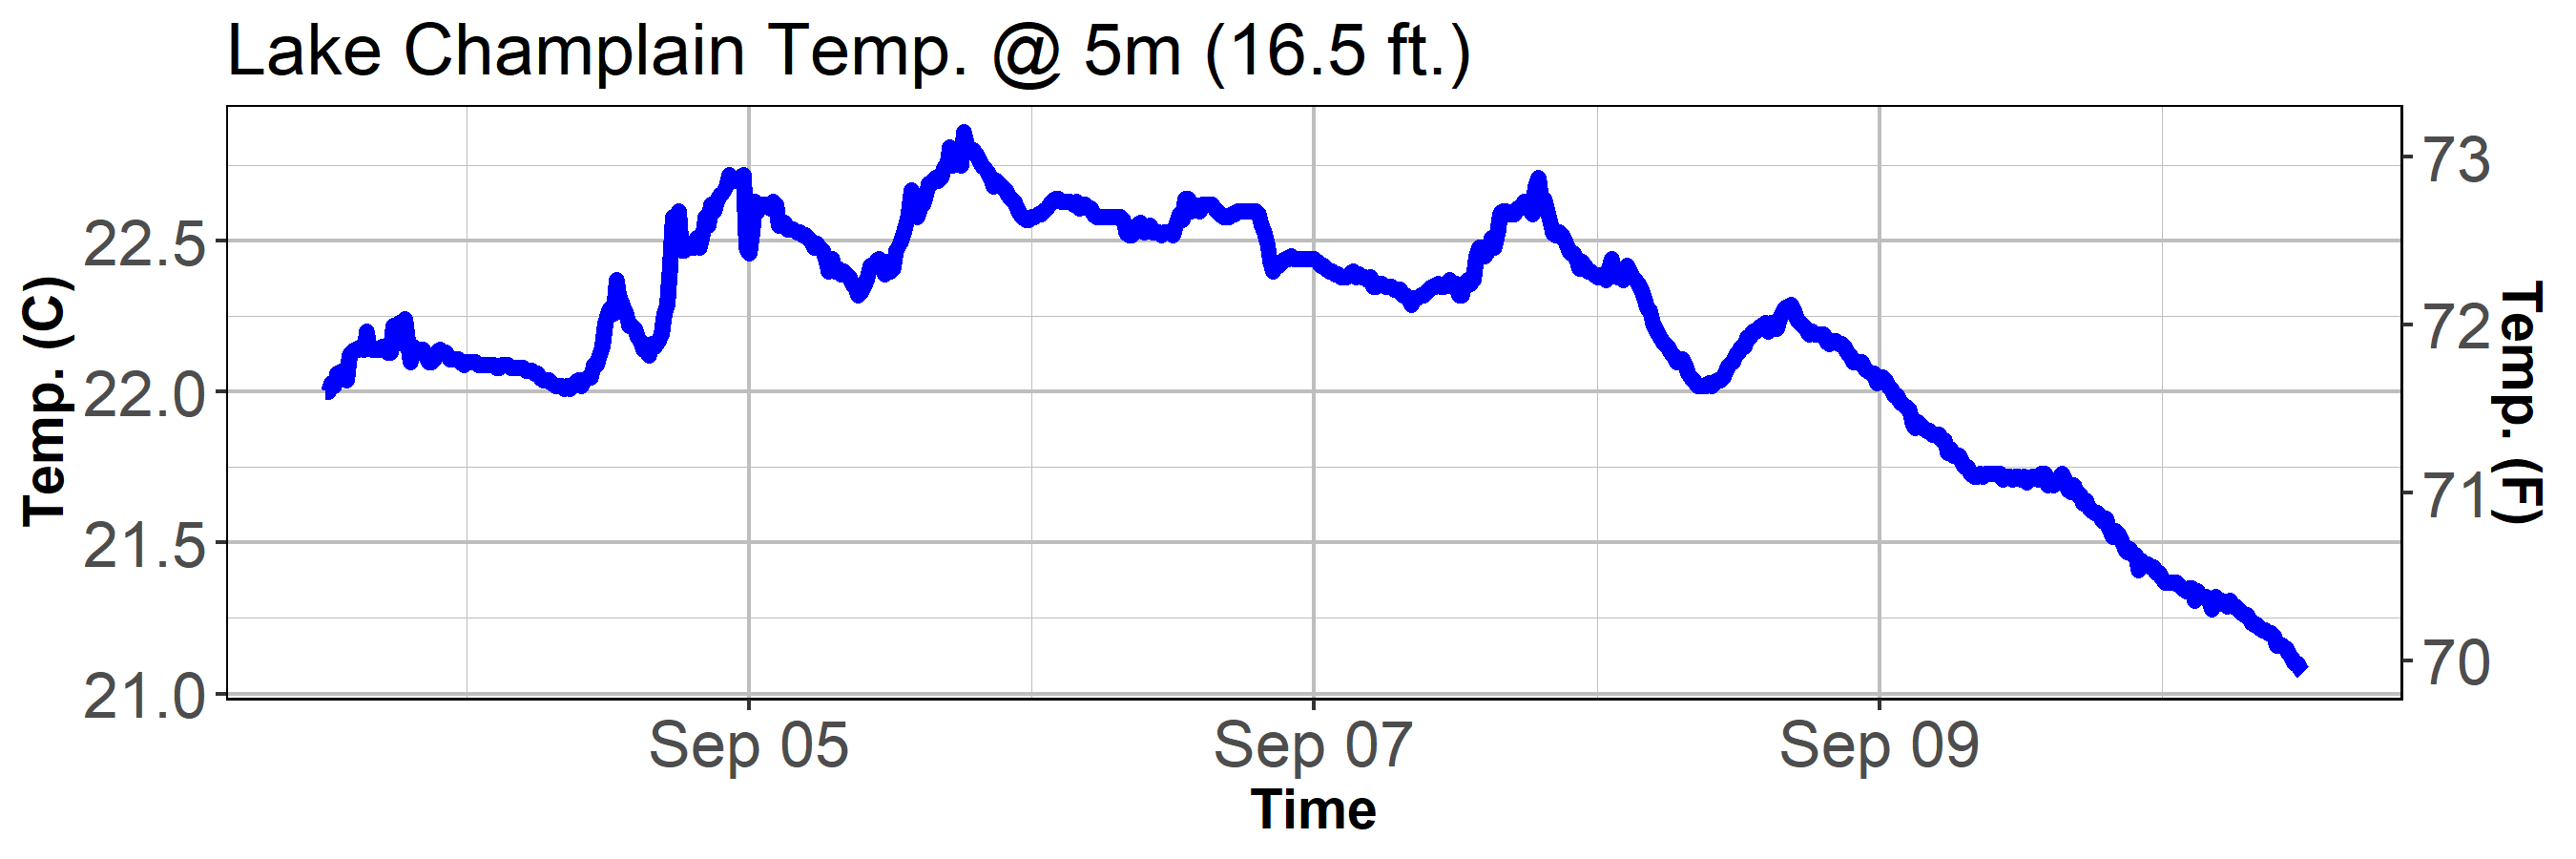 Lake Champlain Temp. @ 5m (16.5 ft.)
Temp. (C)
22.5
22.0
21.5
21.0
73
72
71
70
Temp. (F)
Sep 05 Sep 07 Sep 09
Time